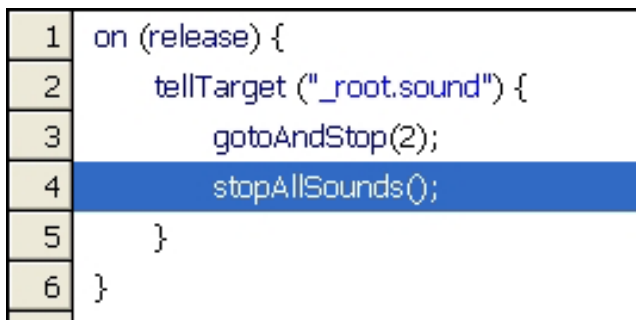 1 on (release) {
2 tellTarget ("_root.sound") {
3 gotoAndStop(2);
4 stopAllSounds();
5 }
6 }